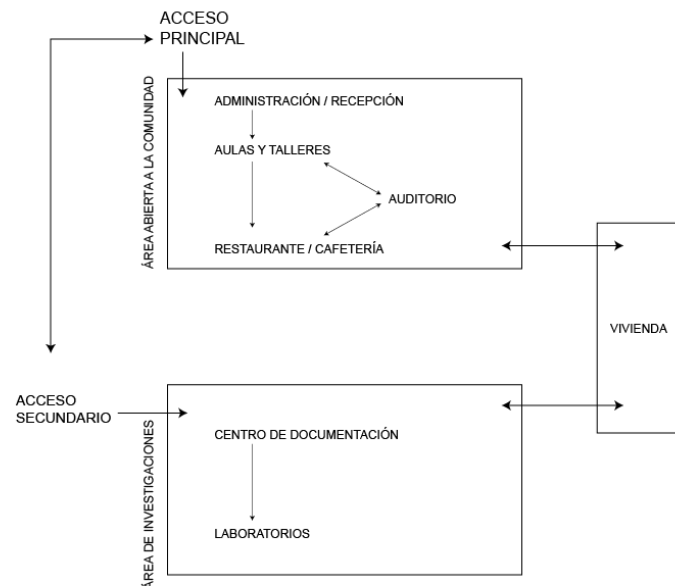 ACCESO
PRINCIPAL
ÁREA ABIERTA A LA COMUNIDAD
ADMINISTRACIÓN / RECEPCIÓN
AULAS Y TALLERES
AUDITORIO
RESTAURANTE / CAFETERÍA
VIVIENDA
ACCESO
SECUNDARIO
ÁREA DE INVESTIGACIONES
CENTRO DE DOCUMENTACIÓN
LABORATORIOS